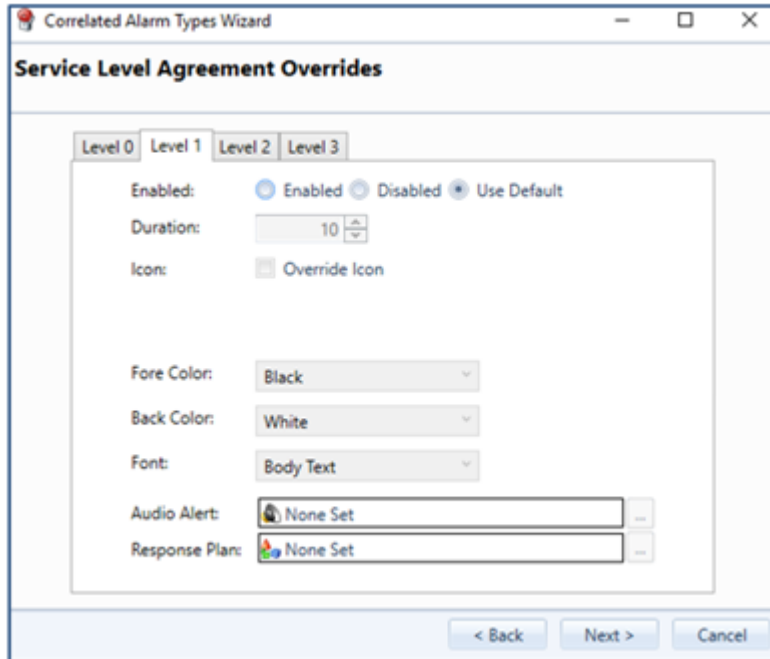 Correlated Alarm Types Wizard
Service Level Agreement Overrides
Level 0 Level 1 Level 2 Level 3
Enabled: Enabled Disabled Use Default
Duration: 10
Icon: Override Icon
Fore Color: Black
Back Color: White
Font: Body Text
Audio Alert: None Set ...
Response Plan: None Set ...
< Back Next > Cancel